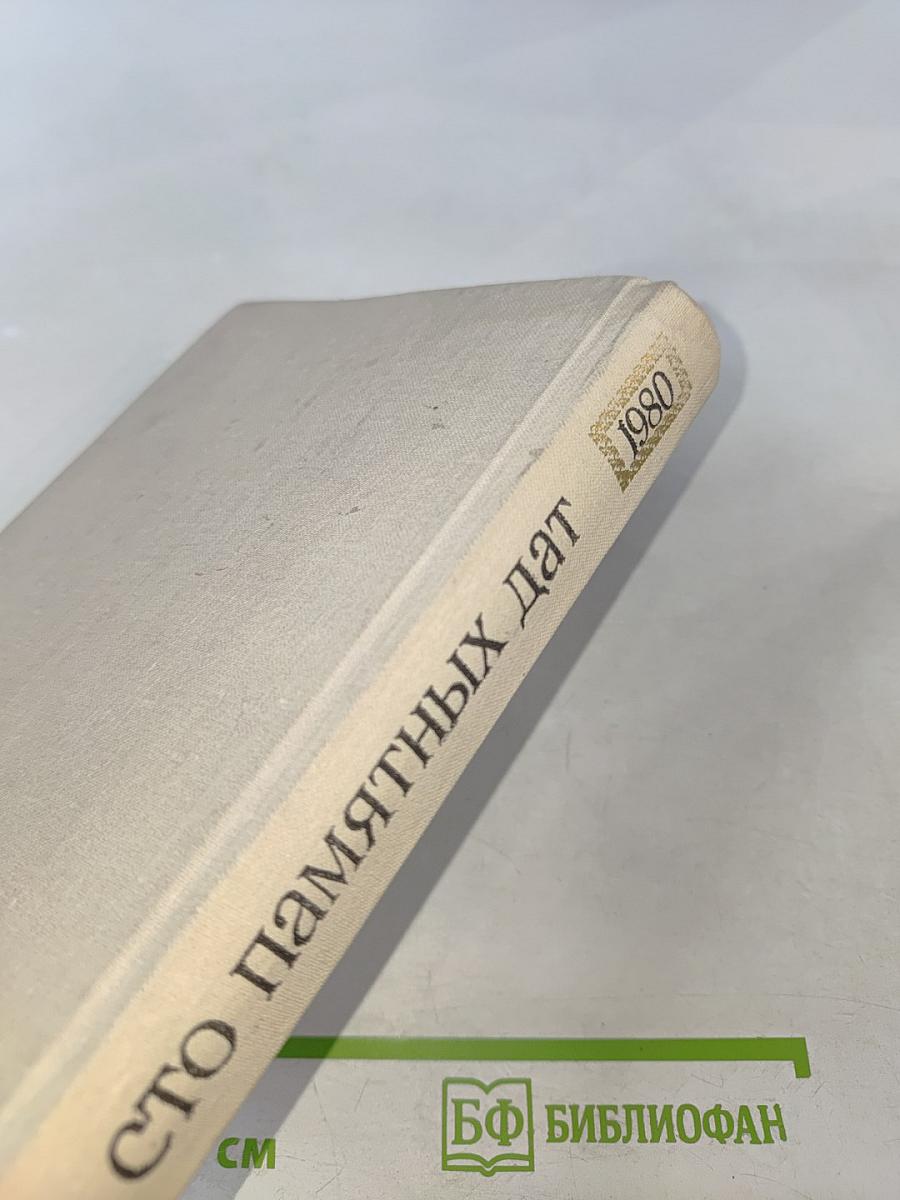 сто памятных дат
1980
см
БФ БИБЛИОФАН